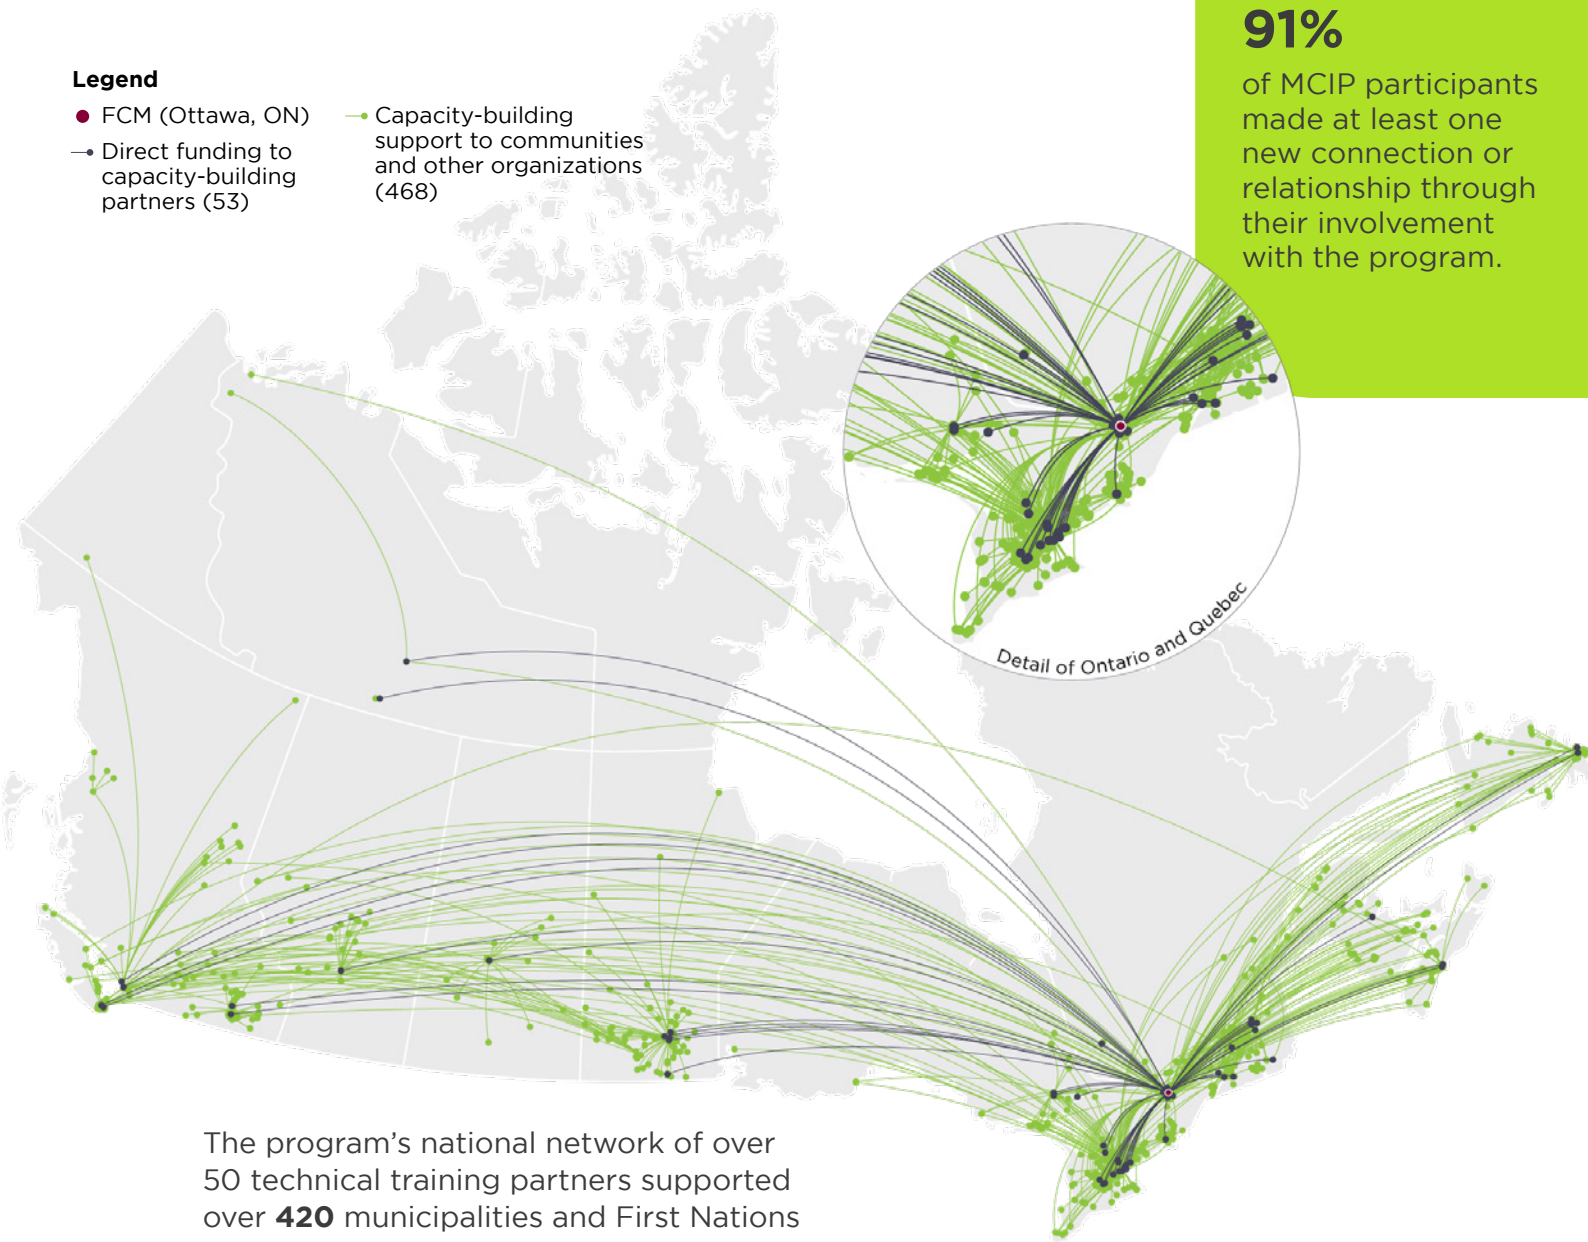 Legend
FCM (Ottawa, ON)
Direct funding to
capacity-building
partners (53)
Capacity-building
support to communities
and other organizations
(468)
91%
of MCIP participants
made at least one
new connection or
relationship through
their involvement
with the program.
Detail of Ontario and Quebec
The program’s national network of over
50 technical training partners supported
over 420 municipalities and First Nations